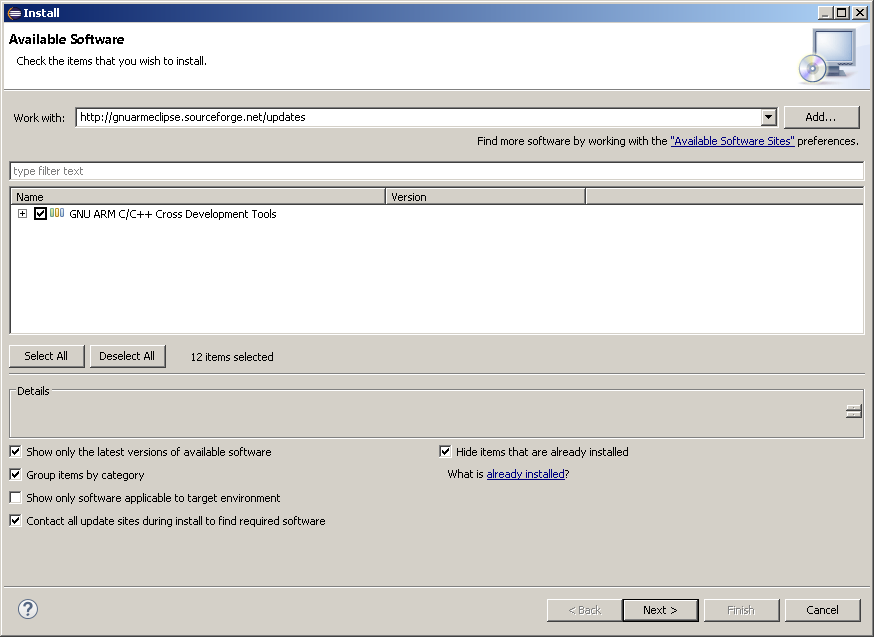 Install
Available Software
Check the items that you wish to install.
Work with: http://gnuarmeclipse.sourceforge.net/updates Add...
Find more software by working with the "Available Software Sites" preferences.
type filter text
Name Version
GNU ARM C/C++ Cross Development Tools
Select All Deselect All 12 items selected
Details
Show only the latest versions of available software Hide items that are already installed
Group items by category What is already installed?
Show only software applicable to target environment
Contact all update sites during install to find required software
? < Back Next > Finish Cancel